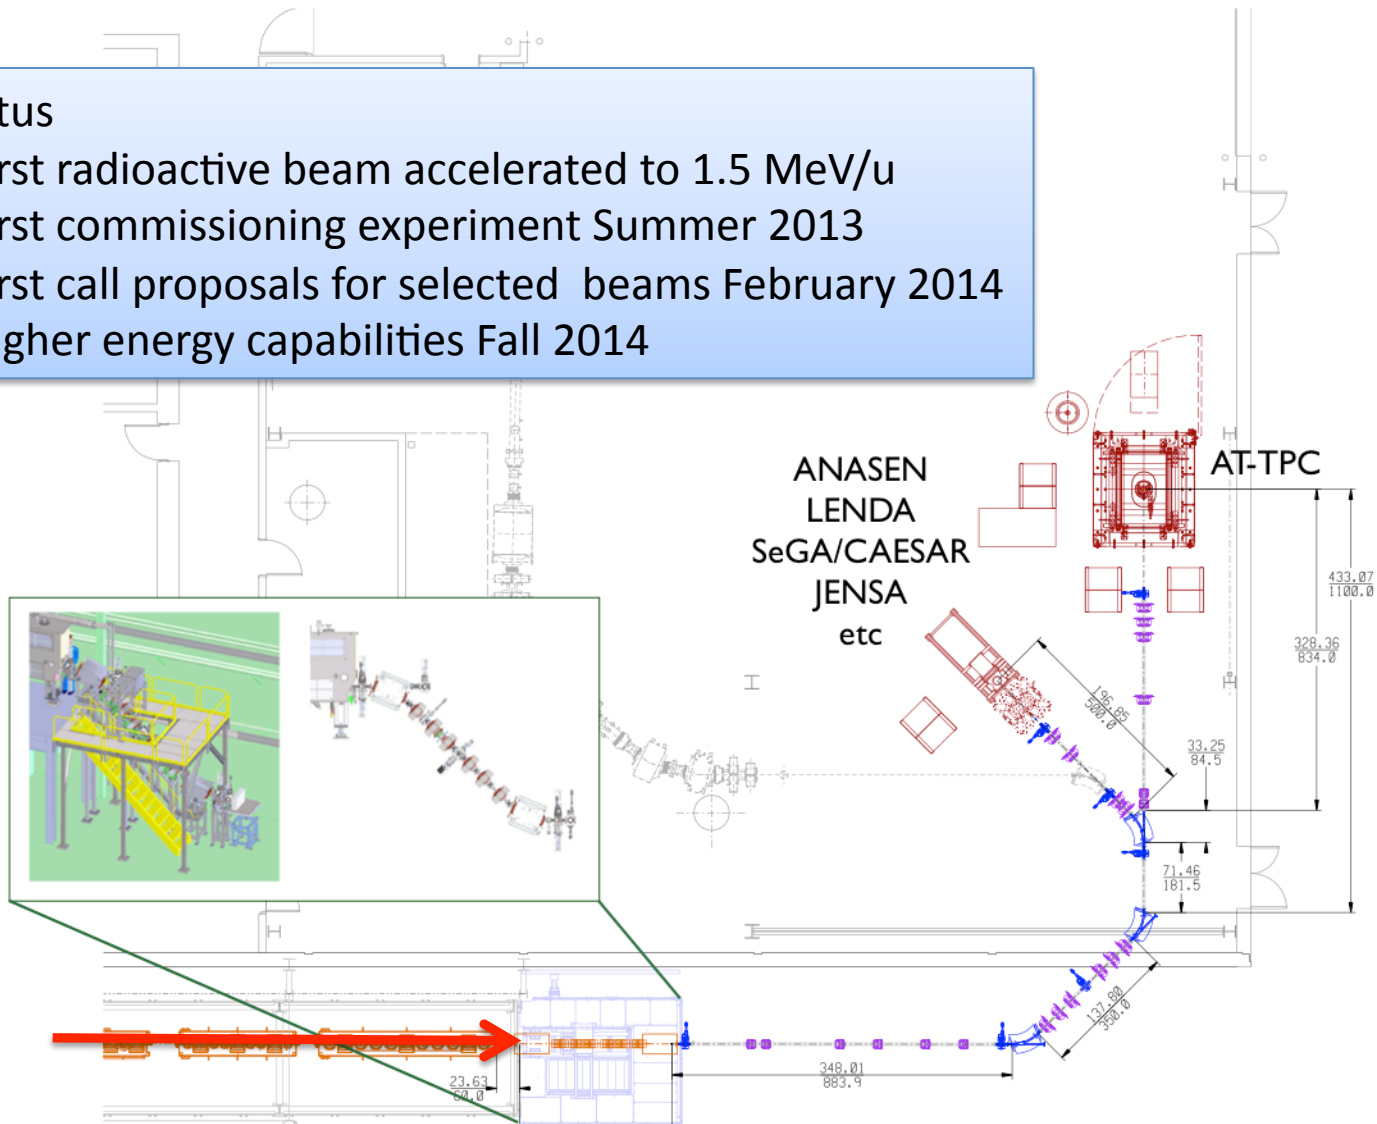 tus
rst radioactive beam accelerated to 1.5 MeV/u
rst commissioning experiment Summer 2013
rst call proposals for selected  beams February 2014
gher energy capabilities Fall 2014
ANASEN
LENDA
SeGA/CAESAR
JENSA
etc
AT-TPC
433.07
1100.0
328.36
834.0
196.85
500.0
33.25
84.5
71.46
181.5
137.80
350.0
348.01
883.9
23.63
60.0